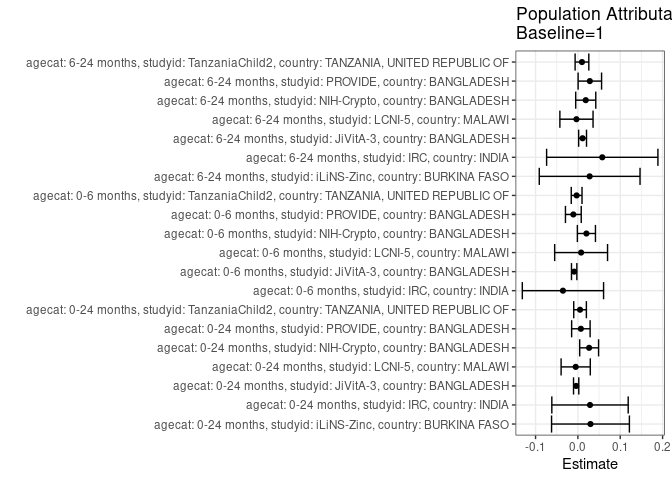 Population Attributa
Baseline=1
agecat: 6-24 months, studyid: TanzaniaChild2, country: TANZANIA, UNITED REPUBLIC OF
agecat: 6-24 months, studyid: PROVIDE, country: BANGLADESH
agecat: 6-24 months, studyid: NIH-Crypto, country: BANGLADESH
agecat: 6-24 months, studyid: LCNI-5, country: MALAWI
agecat: 6-24 months, studyid: JiVitA-3, country: BANGLADESH
agecat: 6-24 months, studyid: IRC, country: INDIA
agecat: 6-24 months, studyid: iLiNS-Zinc, country: BURKINA FASO
agecat: 0-6 months, studyid: TanzaniaChild2, country: TANZANIA, UNITED REPUBLIC OF
agecat: 0-6 months, studyid: PROVIDE, country: BANGLADESH
agecat: 0-6 months, studyid: NIH-Crypto, country: BANGLADESH
agecat: 0-6 months, studyid: LCNI-5, country: MALAWI
agecat: 0-6 months, studyid: JiVitA-3, country: BANGLADESH
agecat: 0-6 months, studyid: IRC, country: INDIA
agecat: 0-24 months, studyid: TanzaniaChild2, country: TANZANIA, UNITED REPUBLIC OF
agecat: 0-24 months, studyid: PROVIDE, country: BANGLADESH
agecat: 0-24 months, studyid: NIH-Crypto, country: BANGLADESH
agecat: 0-24 months, studyid: LCNI-5, country: MALAWI
agecat: 0-24 months, studyid: JiVitA-3, country: BANGLADESH
agecat: 0-24 months, studyid: IRC, country: INDIA
agecat: 0-24 months, studyid: iLiNS-Zinc, country: BURKINA FASO
-0.1 0.0 0.1 0.2
Estimate